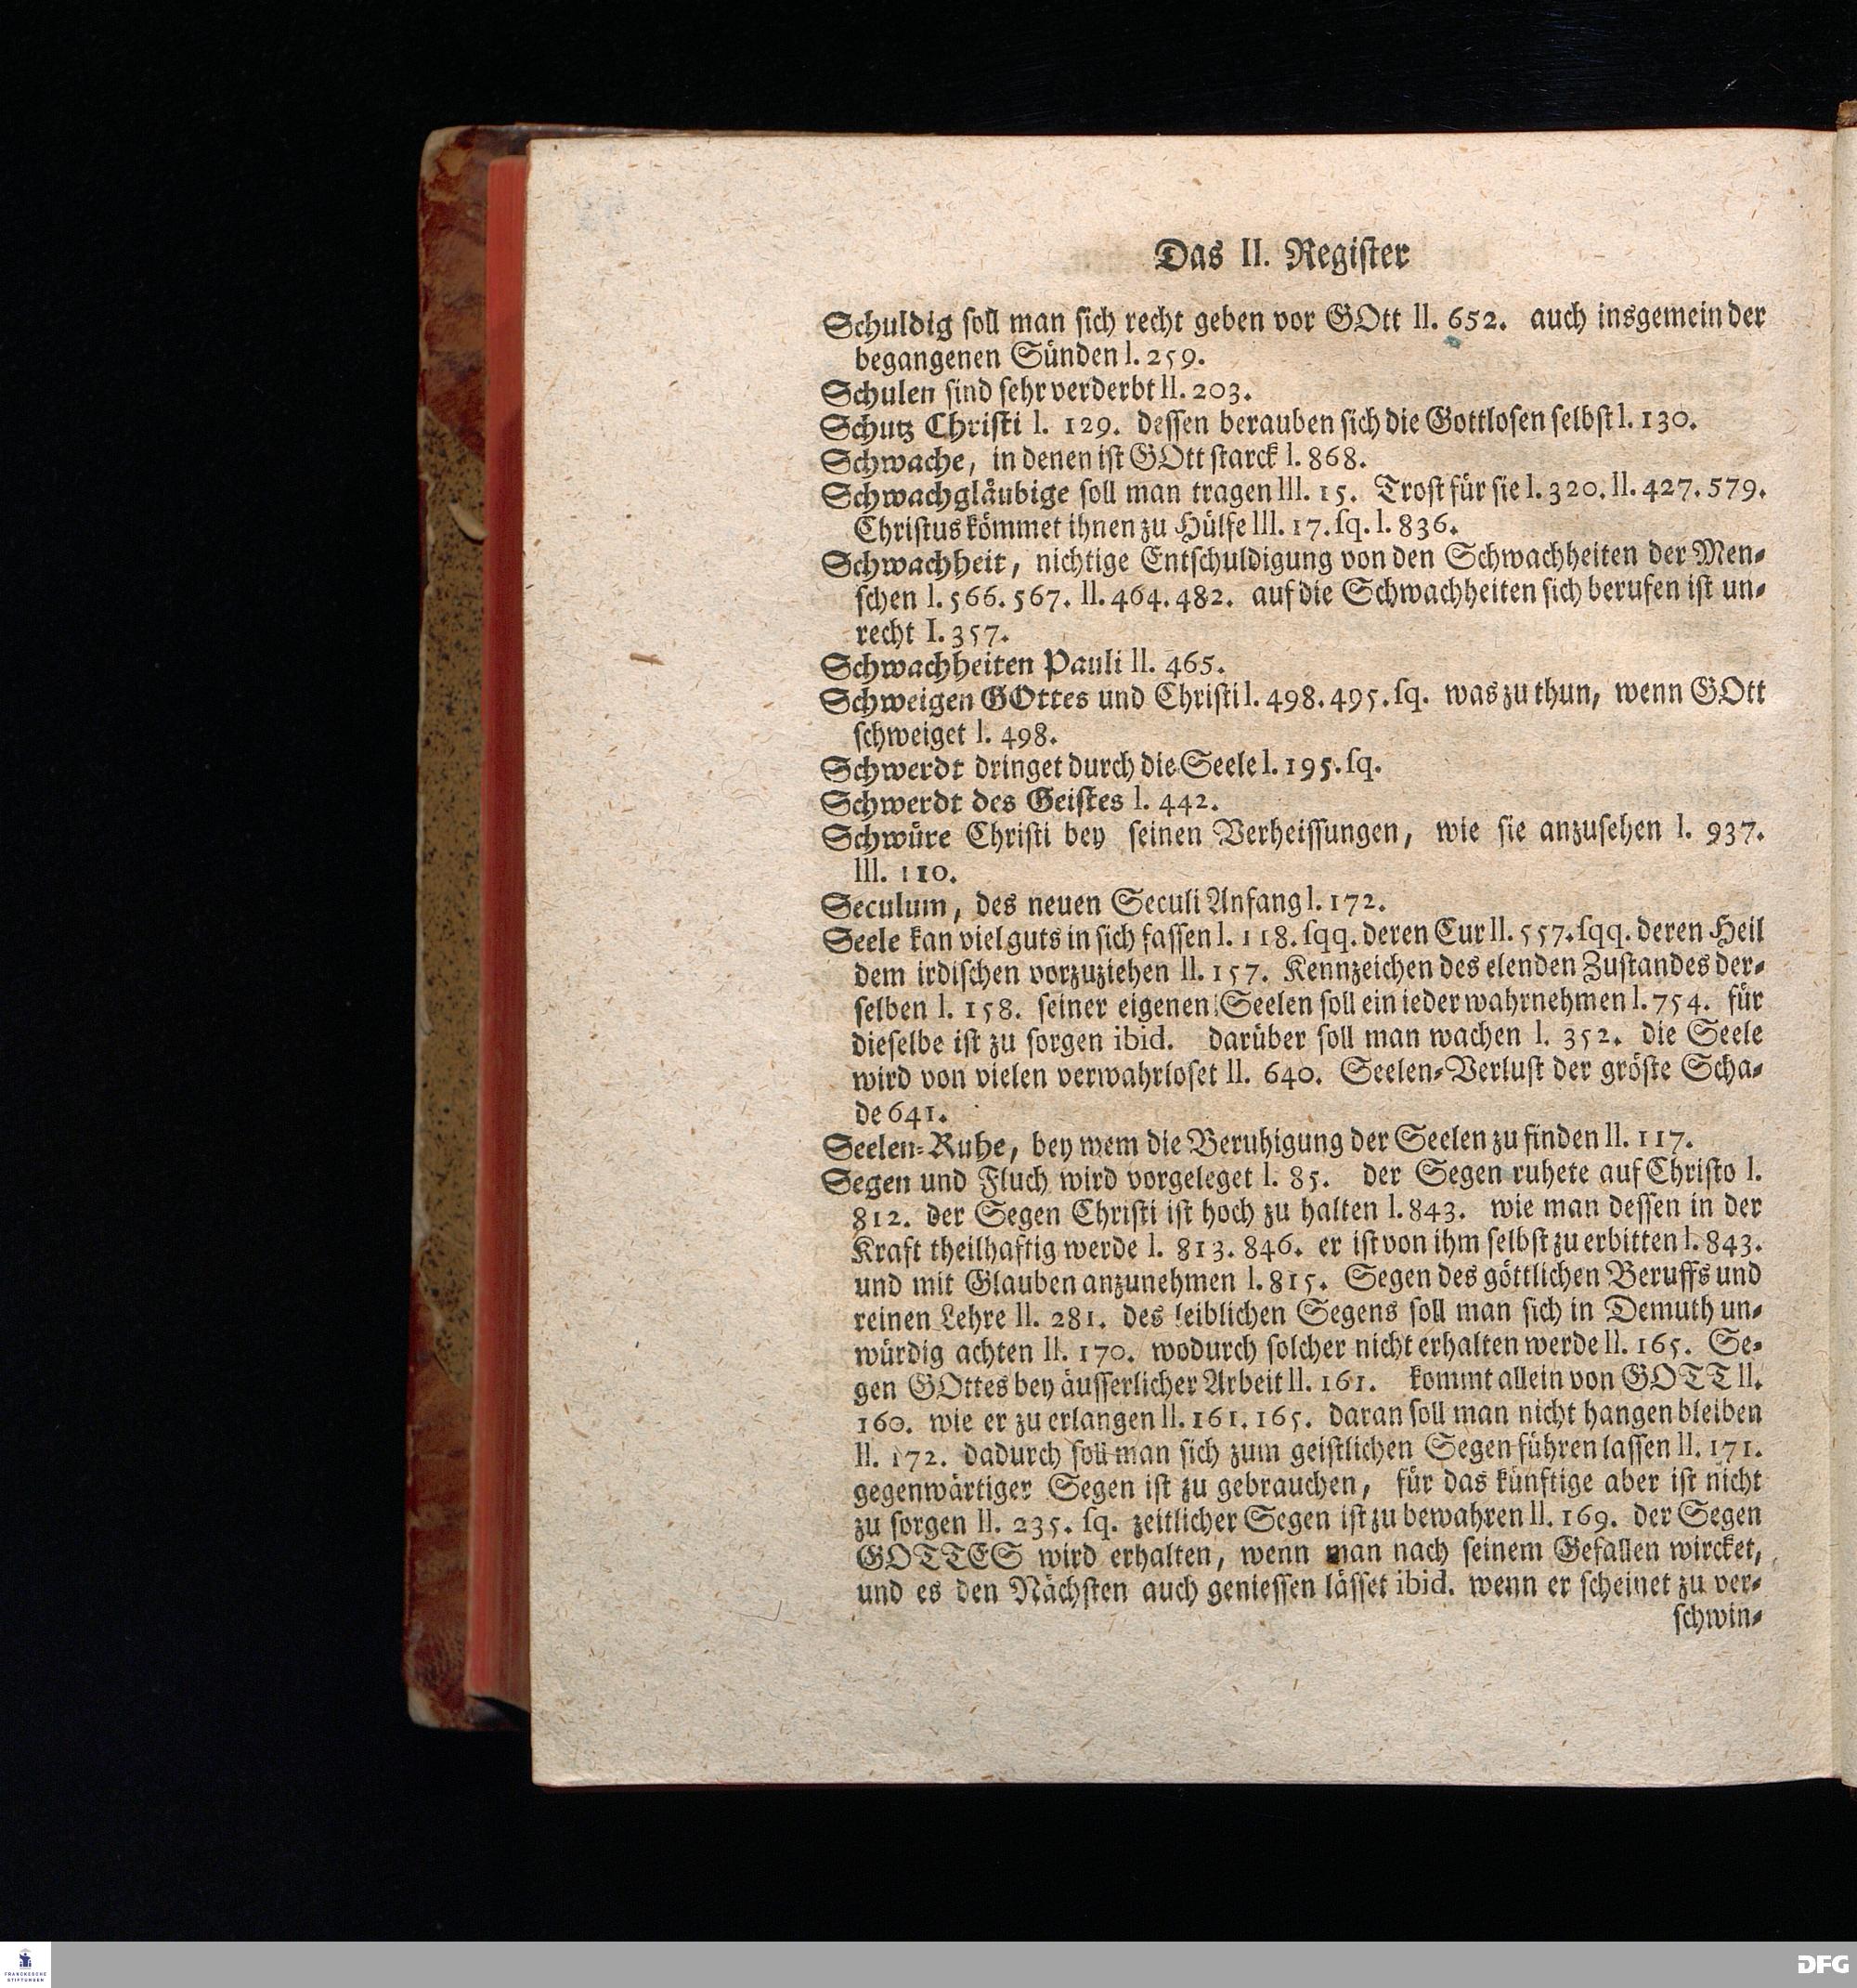 Das II. Register
Schuldig soll man sich recht geben vor GOtt II. 652. auch insgemein der
begangenen Sünden I. 259.
Schulen sind sehr verderbt II. 203.
Schutz Christi I. 129. dessen berauben sich die Gottlosen selbst I. 130.
Schwache, in denen ist GOtt starck I. 868.
Schwachgläubige soll man tragen III. 15. Trost für sie I. 320. II. 427. 579.
Christus kömmet ihnen zu Hülfe III. 17. sq. I. 836.
Schwachheit, nichtige Entschuldigung von den Schwachheiten der Men-
schen I. 566. 567. II. 464. 482. auf die Schwachheiten sich berufen ist un-
recht I. 357.
Schwachheiten Pauli II. 465.
Schweigen GOttes und Christi I. 498. 495. sq. was zu thun, wenn GOtt
schweiget I. 498.
Schwerdt dringet durch die Seele I. 195. sq.
Schwerdt des Geistes I. 442.
Schwüre Christi bey seinen Verheissungen, wie sie anzusehen I. 937.
III. 110.
Seculum, des neuen Seculi Anfang I. 172.
Seele kan viel guts in sich fassen I. 118. sqq. deren Cur II. 557. sqq. deren Heil
dem irdischen vorzuziehen II. 157. Kennzeichen des elenden Zustandes der-
selben I. 158. seiner eigenen Seelen soll ein ieder wahrnehmen I. 754. für
dieselbe ist zu sorgen ibid. darüber soll man wachen I. 352. die Seele
wird von vielen verwahrloset II. 640. Seelen-Verlust der gröste Scha-
de 641.
Seelen-Ruhe, bey wem die Beruhigung der Seelen zu finden II. 117.
Segen und Fluch wird vorgeleget I. 85. der Segen ruhete auf Christo I.
812. der Segen Christi ist hoch zu halten I. 843. wie man dessen in der
Kraft theilhaftig werde I. 813. 846. er ist von ihm selbst zu erbitten I. 843.
und mit Glauben anzunehmen I. 815. Segen des göttlichen Beruffs und
reinen Lehre II. 281. des leiblichen Segens soll man sich in Demuth un-
würdig achten II. 170. wodurch solcher nicht erhalten werde II. 165. Se-
gen GOttes bey äusserlicher Arbeit II. 161. kommt allein von GOTT II.
160. wie er zu erlangen II. 161. 165. daran soll man nicht hangen bleiben
II. 172. dadurch soll man sich zum geistlichen Segen führen lassen II. 171.
gegenwärtiger Segen ist zu gebrauchen, für das künftige aber ist nicht
zu sorgen II. 235. sq. zeitlicher Segen ist zu bewahren II. 169. der Segen
GOTTES wird erhalten, wenn man nach seinem Gefallen wircket,
und es den Nächsten auch geniessen lässet ibid. wenn er scheinet zu ver-
schwin-
FRANCKESCHE
STIFTUNGEN
DFG